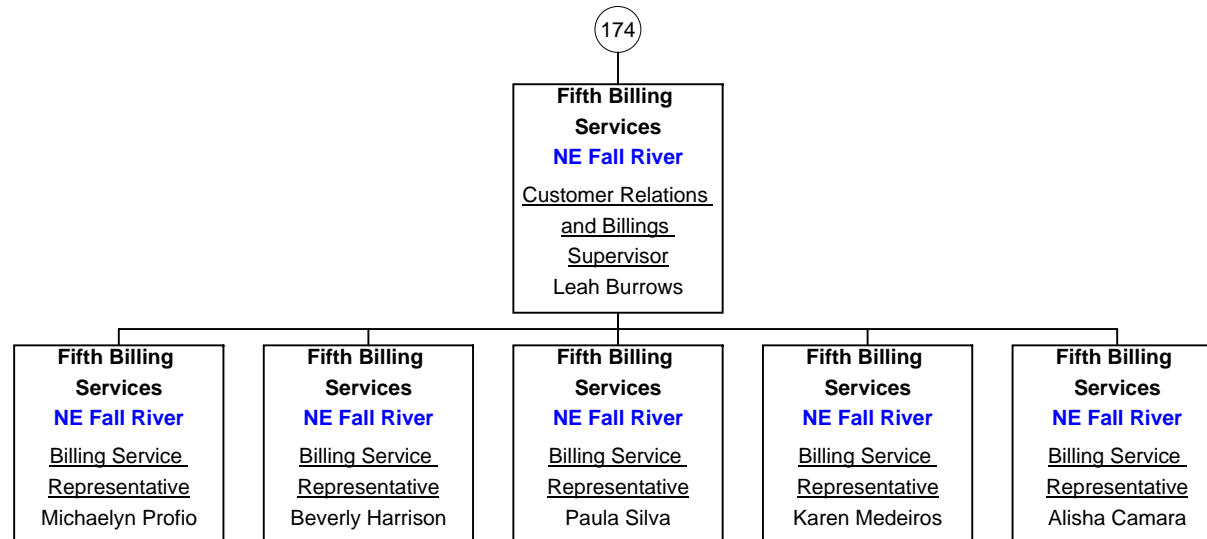 174
Fifth Billing
Services
NE Fall River
Customer Relations
and Billings
Supervisor
Leah Burrows
Fifth Billing
Services
NE Fall River
Billing Service
Representative
Michaelyn Profio
Fifth Billing
Services
NE Fall River
Billing Service
Representative
Beverly Harrison
Fifth Billing
Services
NE Fall River
Billing Service
Representative
Paula Silva
Fifth Billing
Services
NE Fall River
Billing Service
Representative
Karen Medeiros
Fifth Billing
Services
NE Fall River
Billing Service
Representative
Alisha Camara